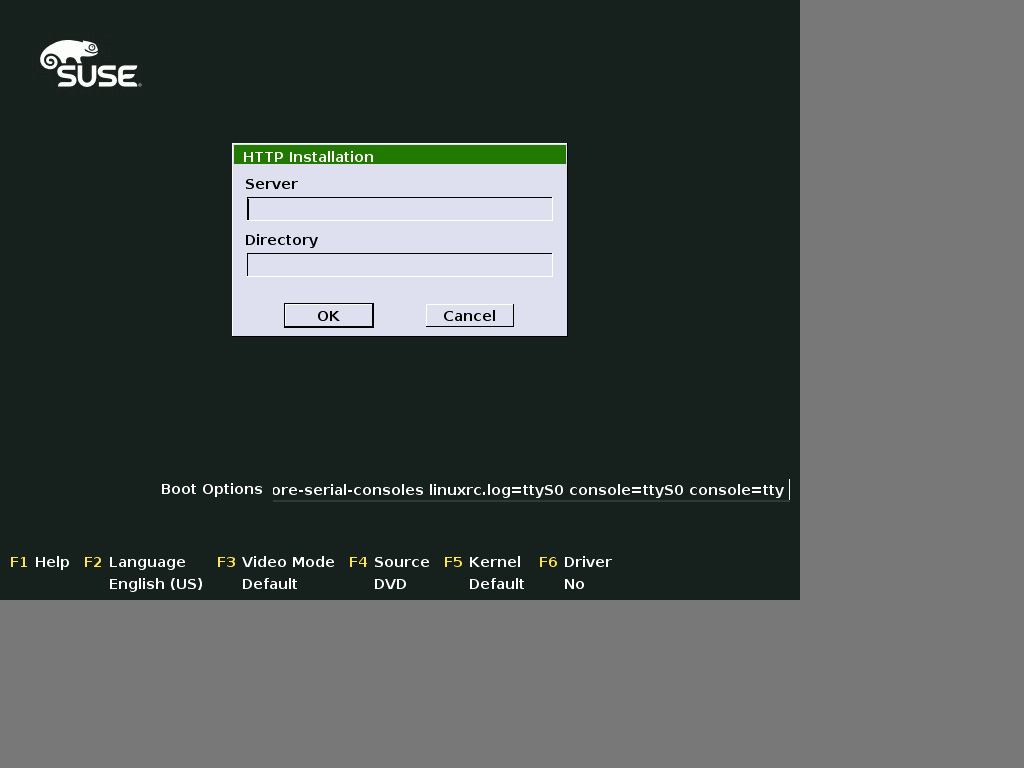 SUSE
HTTP Installation
Server
Directory
OK Cancel
Boot Options ore-serial-consoles linuxrc.log=ttyS0 console=ttyS0 console=tty
F1 Help F2 Language F3 Video Mode F4 Source F5 Kernel F6 Driver
English (US) Default DVD Default No